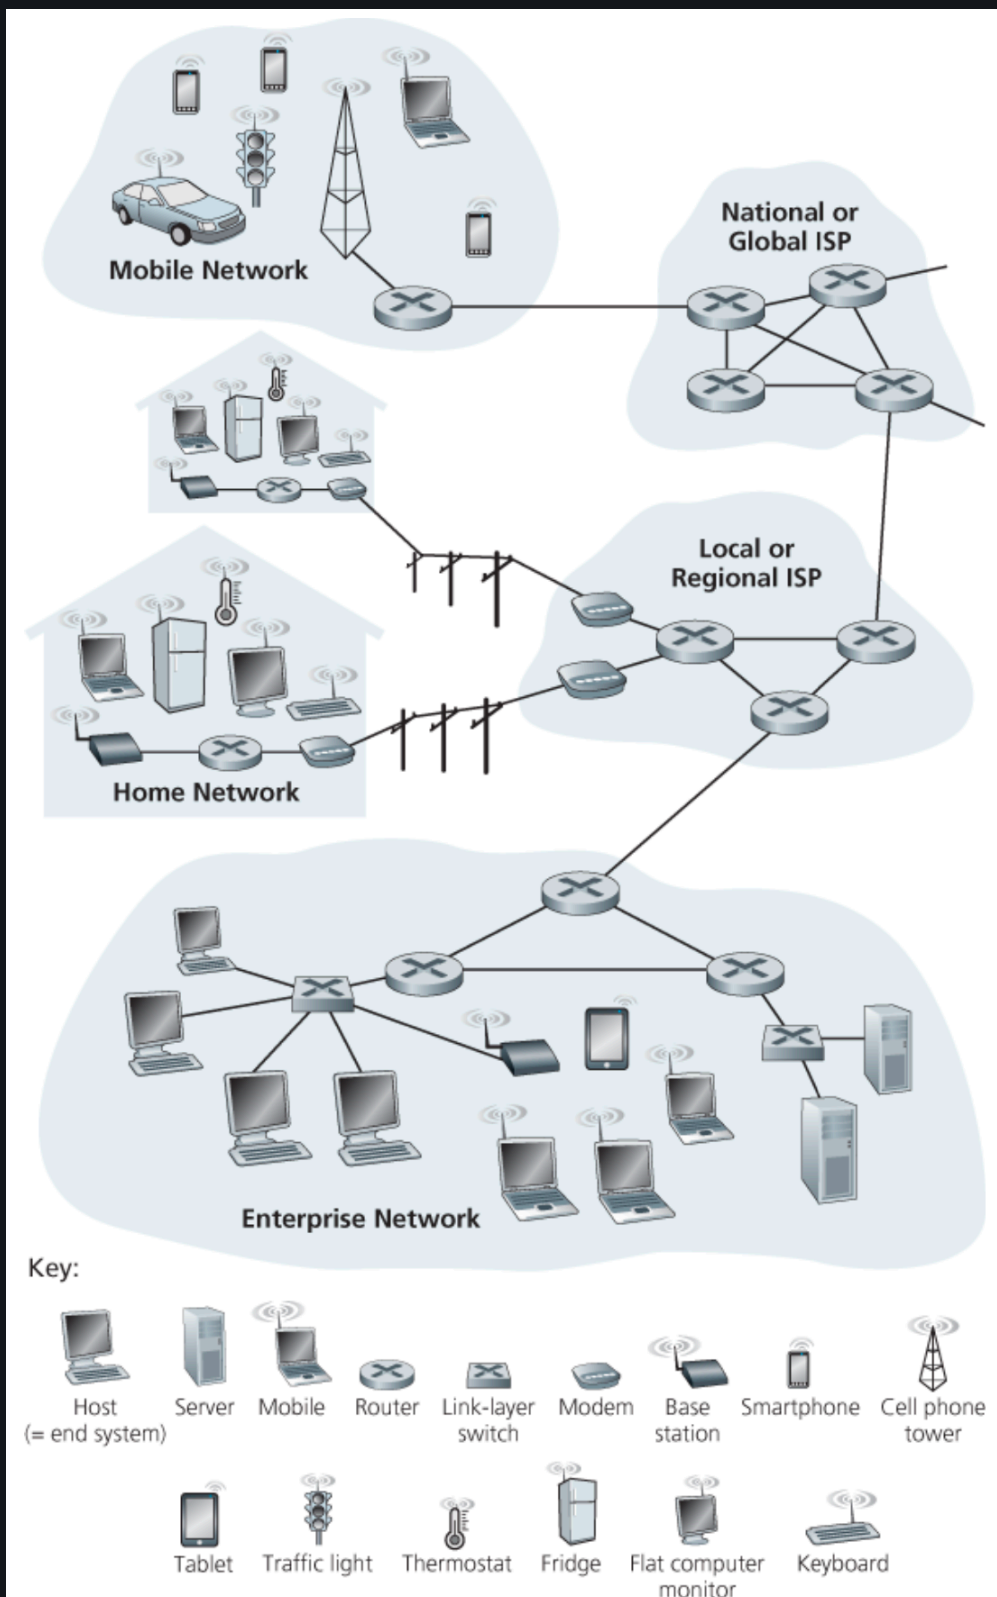 National or
Global ISP
Mobile Network
Local or
Regional ISP
Home Network
Enterprise Network
Key:
Host
(= end system)
Server
Mobile
Router
Link-layer
switch
Modem
Base
station
Smartphone
Cell phone
tower
Tablet
Traffic light
Thermostat
Fridge
Flat computer
monitor
Keyboard